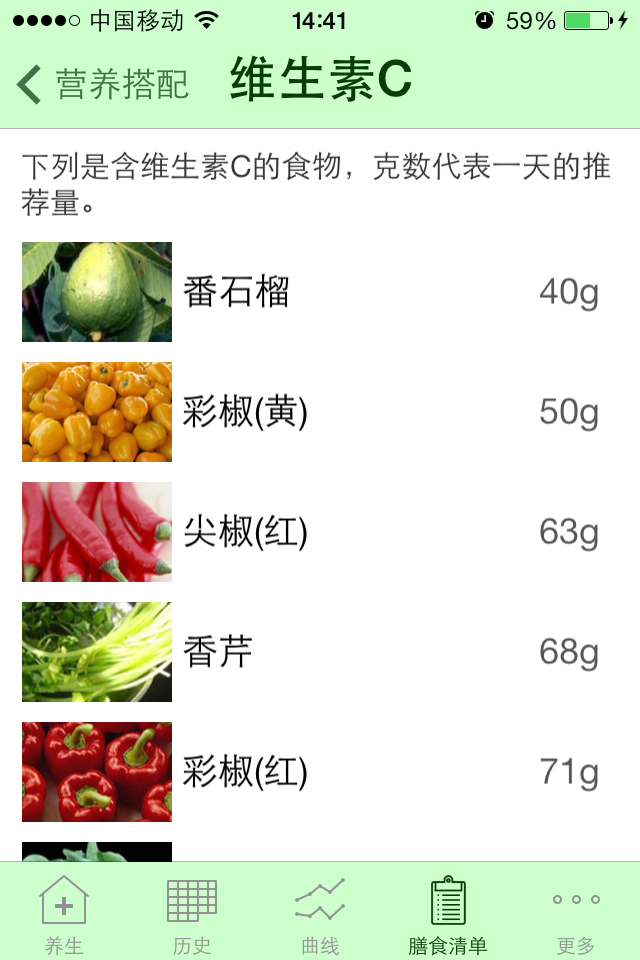 中国移动 14:41 59%
营养搭配 维生素C
下列是含维生素C的食物，克数代表一天的推
荐量。
番石榴 40g
彩椒(黄) 50g
尖椒(红) 63g
香芹 68g
彩椒(红) 71g
养生 历史 曲线 膳食清单 更多